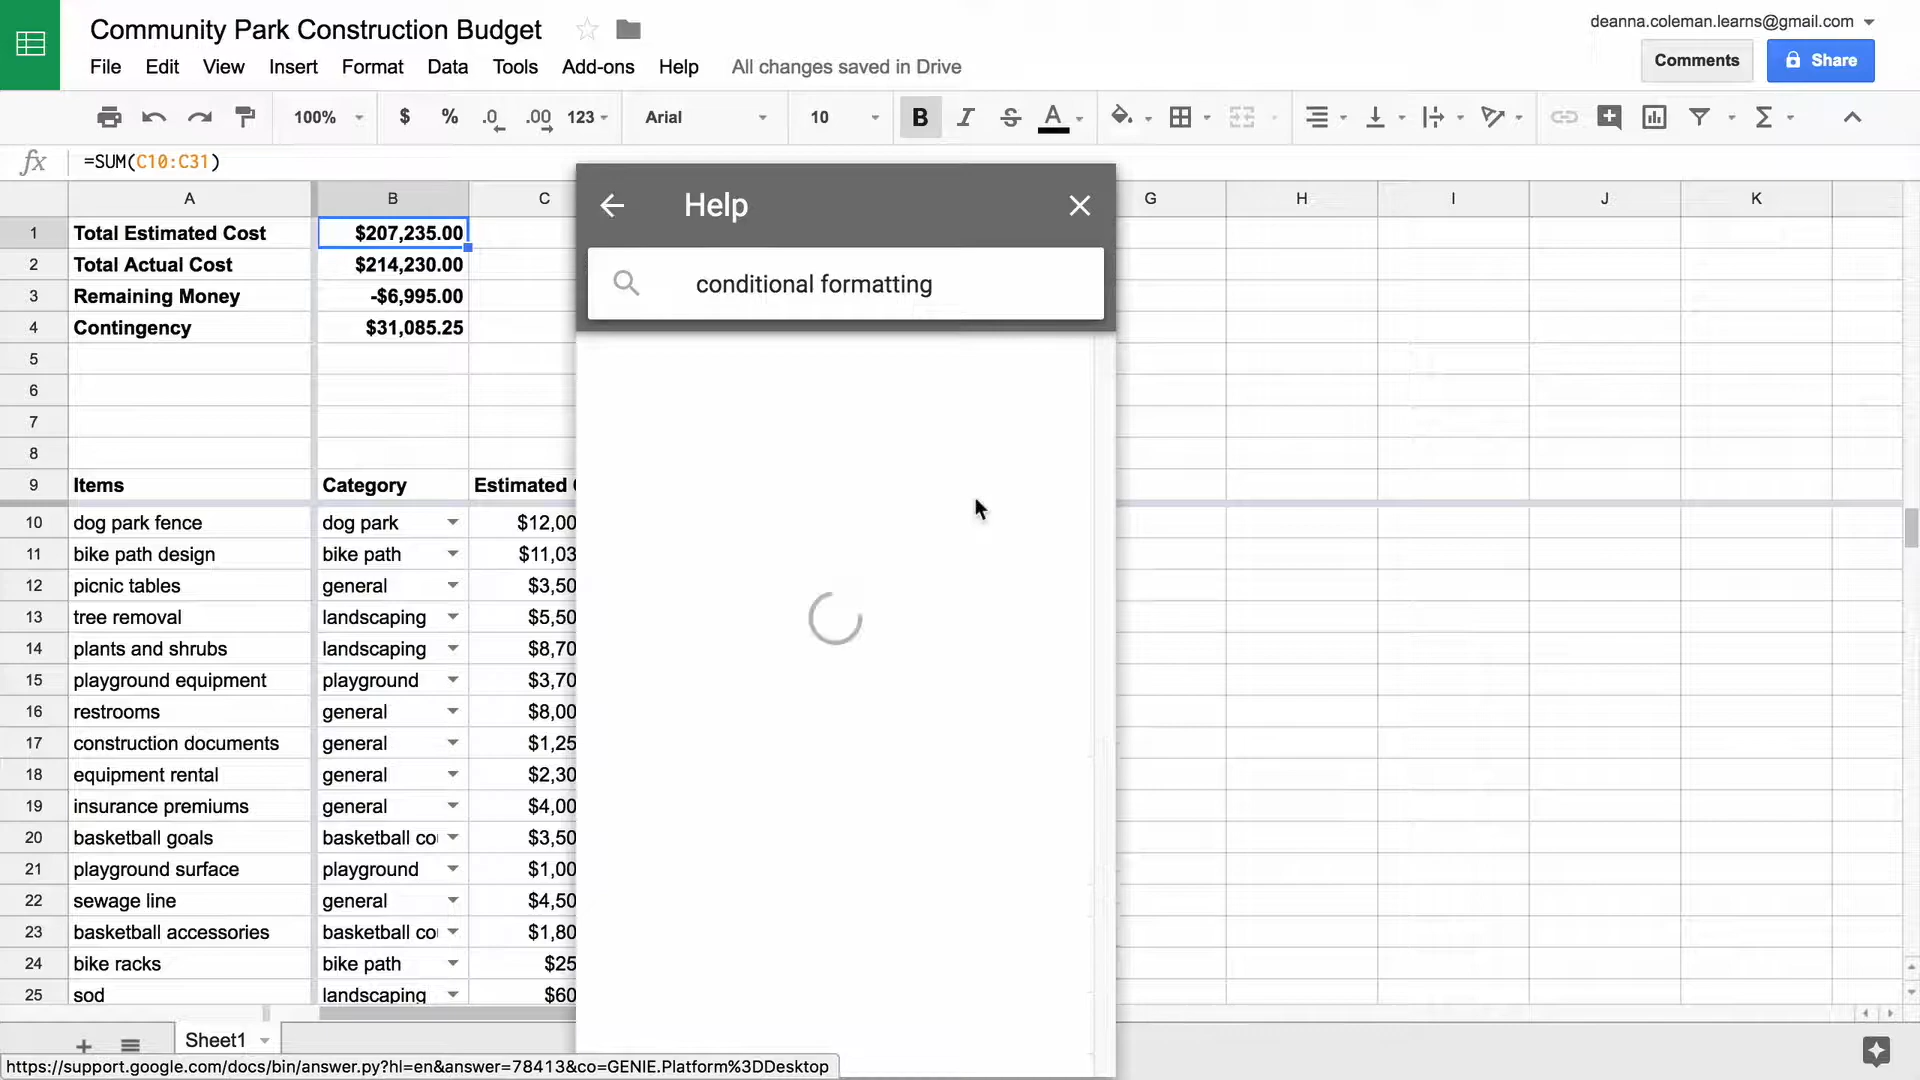 Community Park Construction Budget
deanna.coleman.learns@gmail.com
File Edit View Insert Format Data Tools Add-ons Help All changes saved in Drive
Comments Share
100% $ % .0 .00 123 Arial 10 B I S A Σ
fx =SUM(C10:C31)
A B C G H I J K
Help
conditional formatting
1 Total Estimated Cost $207,235.00
2 Total Actual Cost $214,230.00
3 Remaining Money -$6,995.00
4 Contingency $31,085.25
5
6
7
8
9 Items Category Estimated
10 dog park fence dog park $12,00
11 bike path design bike path $11,03
12 picnic tables general $3,50
13 tree removal landscaping $5,50
14 plants and shrubs landscaping $8,70
15 playground equipment playground $3,70
16 restrooms general $8,00
17 construction documents general $1,25
18 equipment rental general $2,30
19 insurance premiums general $4,00
20 basketball goals basketball co $3,50
21 playground surface playground $1,00
22 sewage line general $4,50
23 basketball accessories basketball co $1,80
24 bike racks bike path $25
25 sod landscaping $60
Sheet1
https://support.google.com/docs/bin/answer.py?hl=en&answer=78413&co=GENIE.Platform%3DDesktop